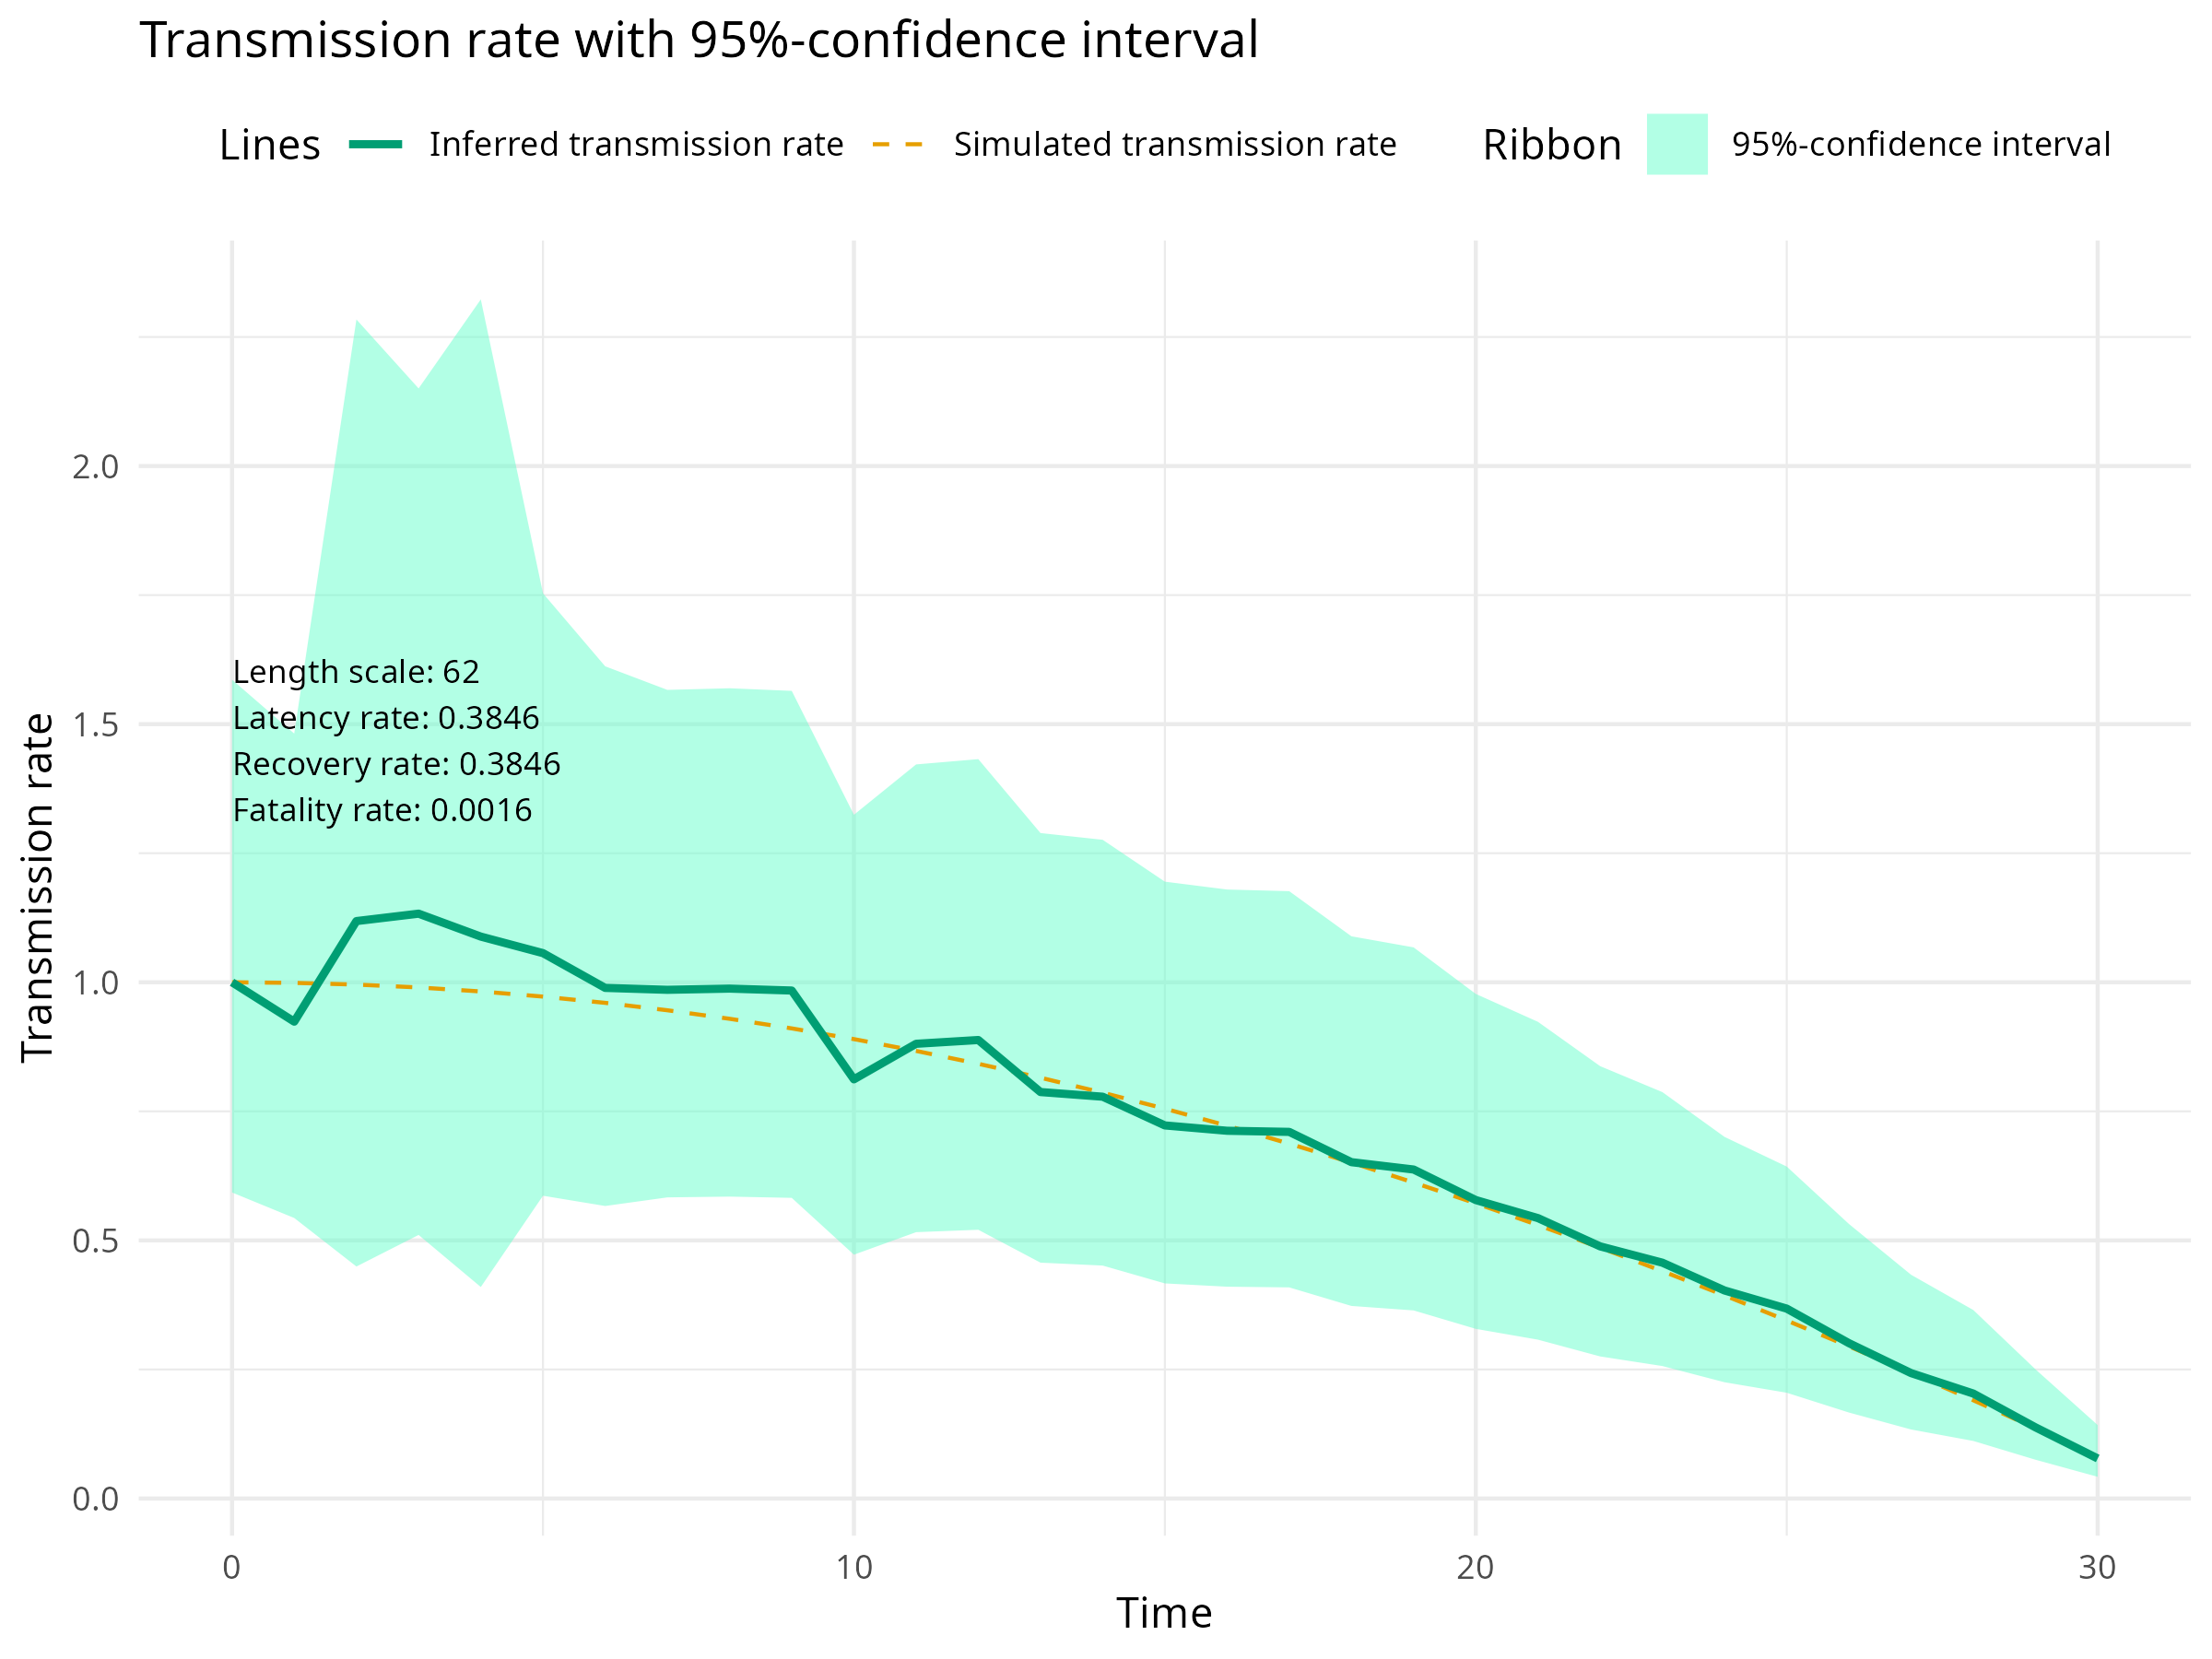 Transmission rate with 95%-confidence interval
Lines Inferred transmission rate Simulated transmission rate Ribbon 95%-confidence interval
Transmission rate
2.0
1.5
1.0
0.5
0.0
Length scale: 62
Latency rate: 0.3846
Recovery rate: 0.3846
Fatality rate: 0.0016
0 10 20 30
Time